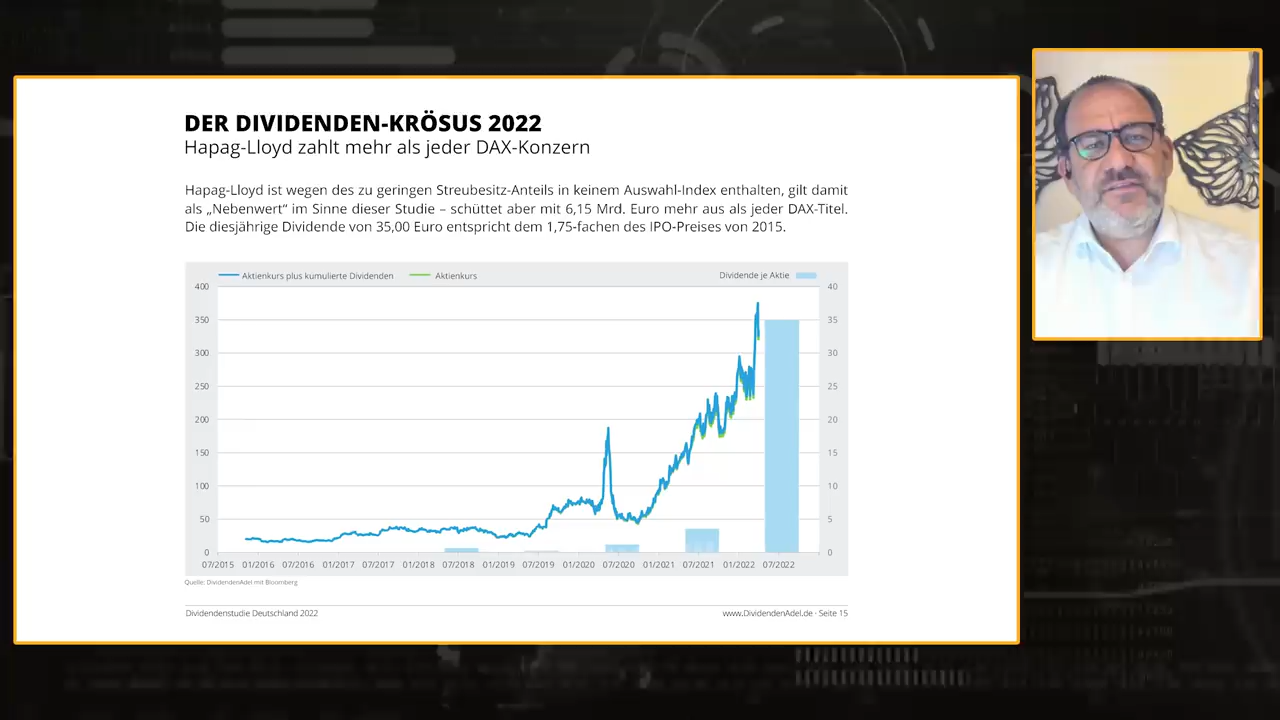 DER DIVIDENDEN-KRÖSUS 2022
Hapag-Lloyd zahlt mehr als jeder DAX-Konzern
Hapag-Lloyd ist wegen des zu geringen Streubesitz-Anteils in keinem Auswahl-Index enthalten, gilt damit
als „Nebenwert“ im Sinne dieser Studie – schüttet aber mit 6,15 Mrd. Euro mehr aus als jeder DAX-Titel.
Die diesjährige Dividende von 35,00 Euro entspricht dem 1,75-fachen des IPO-Preises von 2015.
Aktienkurs plus kumulierte Dividenden Aktienkurs Dividende je Aktie
400 40
350 35
300 30
250 25
200 20
150 15
100 10
50 5
0 0
07/2015 01/2016 07/2016 01/2017 07/2017 01/2018 07/2018 01/2019 07/2019 01/2020 07/2020 01/2021 07/2021 01/2022 07/2022
Quelle: DividendenAdel mit Bloomberg
Dividendenstudie Deutschland 2022 www.DividendenAdel.de · Seite 15